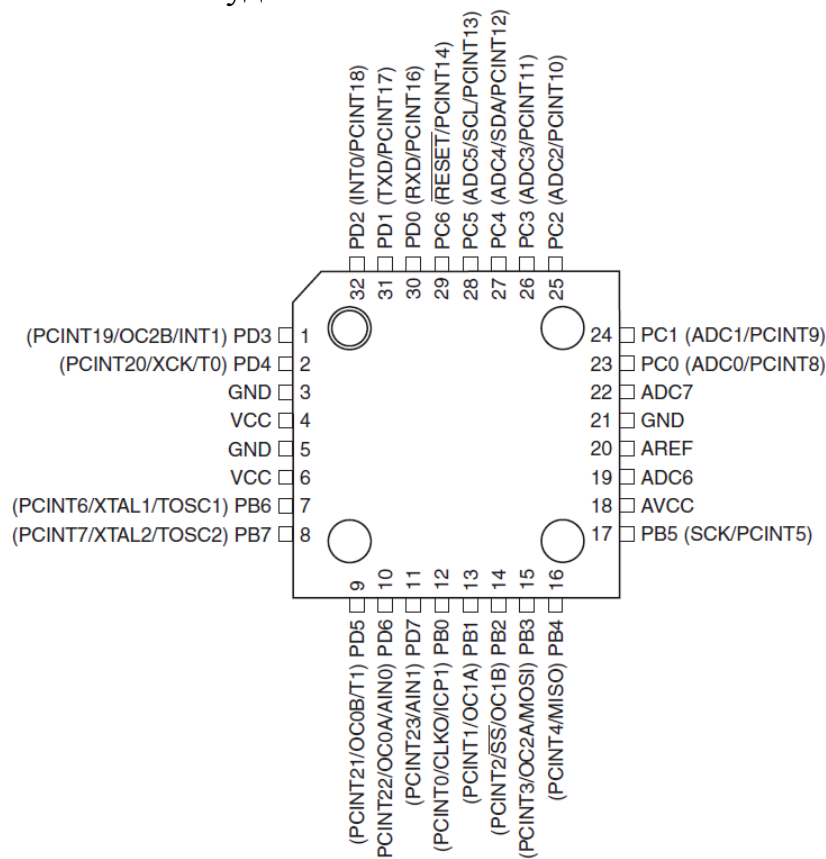 PD2 (INT0/PCINT18)
PD1 (TXD/PCINT17)
PD0 (RXD/PCINT16)
PC6 (RESET/PCINT14)
PC5 (ADC5/SCL/PCINT13)
PC4 (ADC4/SDA/PCINT12)
PC3 (ADC3/PCINT11)
PC2 (ADC2/PCINT10)
32 31 30 29 28 27 26 25
(PCINT19/OC2B/INT1) PD3 1
(PCINT20/XCK/T0) PD4 2
GND 3
VCC 4
GND 5
VCC 6
(PCINT6/XTAL1/TOSC1) PB6 7
(PCINT7/XTAL2/TOSC2) PB7 8
24 PC1 (ADC1/PCINT9)
23 PC0 (ADC0/PCINT8)
22 ADC7
21 GND
20 AREF
19 ADC6
18 AVCC
17 PB5 (SCK/PCINT5)
9 10 11 12 13 14 15 16
(PCINT21/OC0B/T1) PD5
PCINT22/OC0A/AIN0) PD6
(PCINT23/AIN1) PD7
(PCINT0/CLKO/ICP1) PB0
(PCINT1/OC1A) PB1
(PCINT2/SS/OC1B) PB2
(PCINT3/OC2A/MOSI) PB3
(PCINT4/MISO) PB4